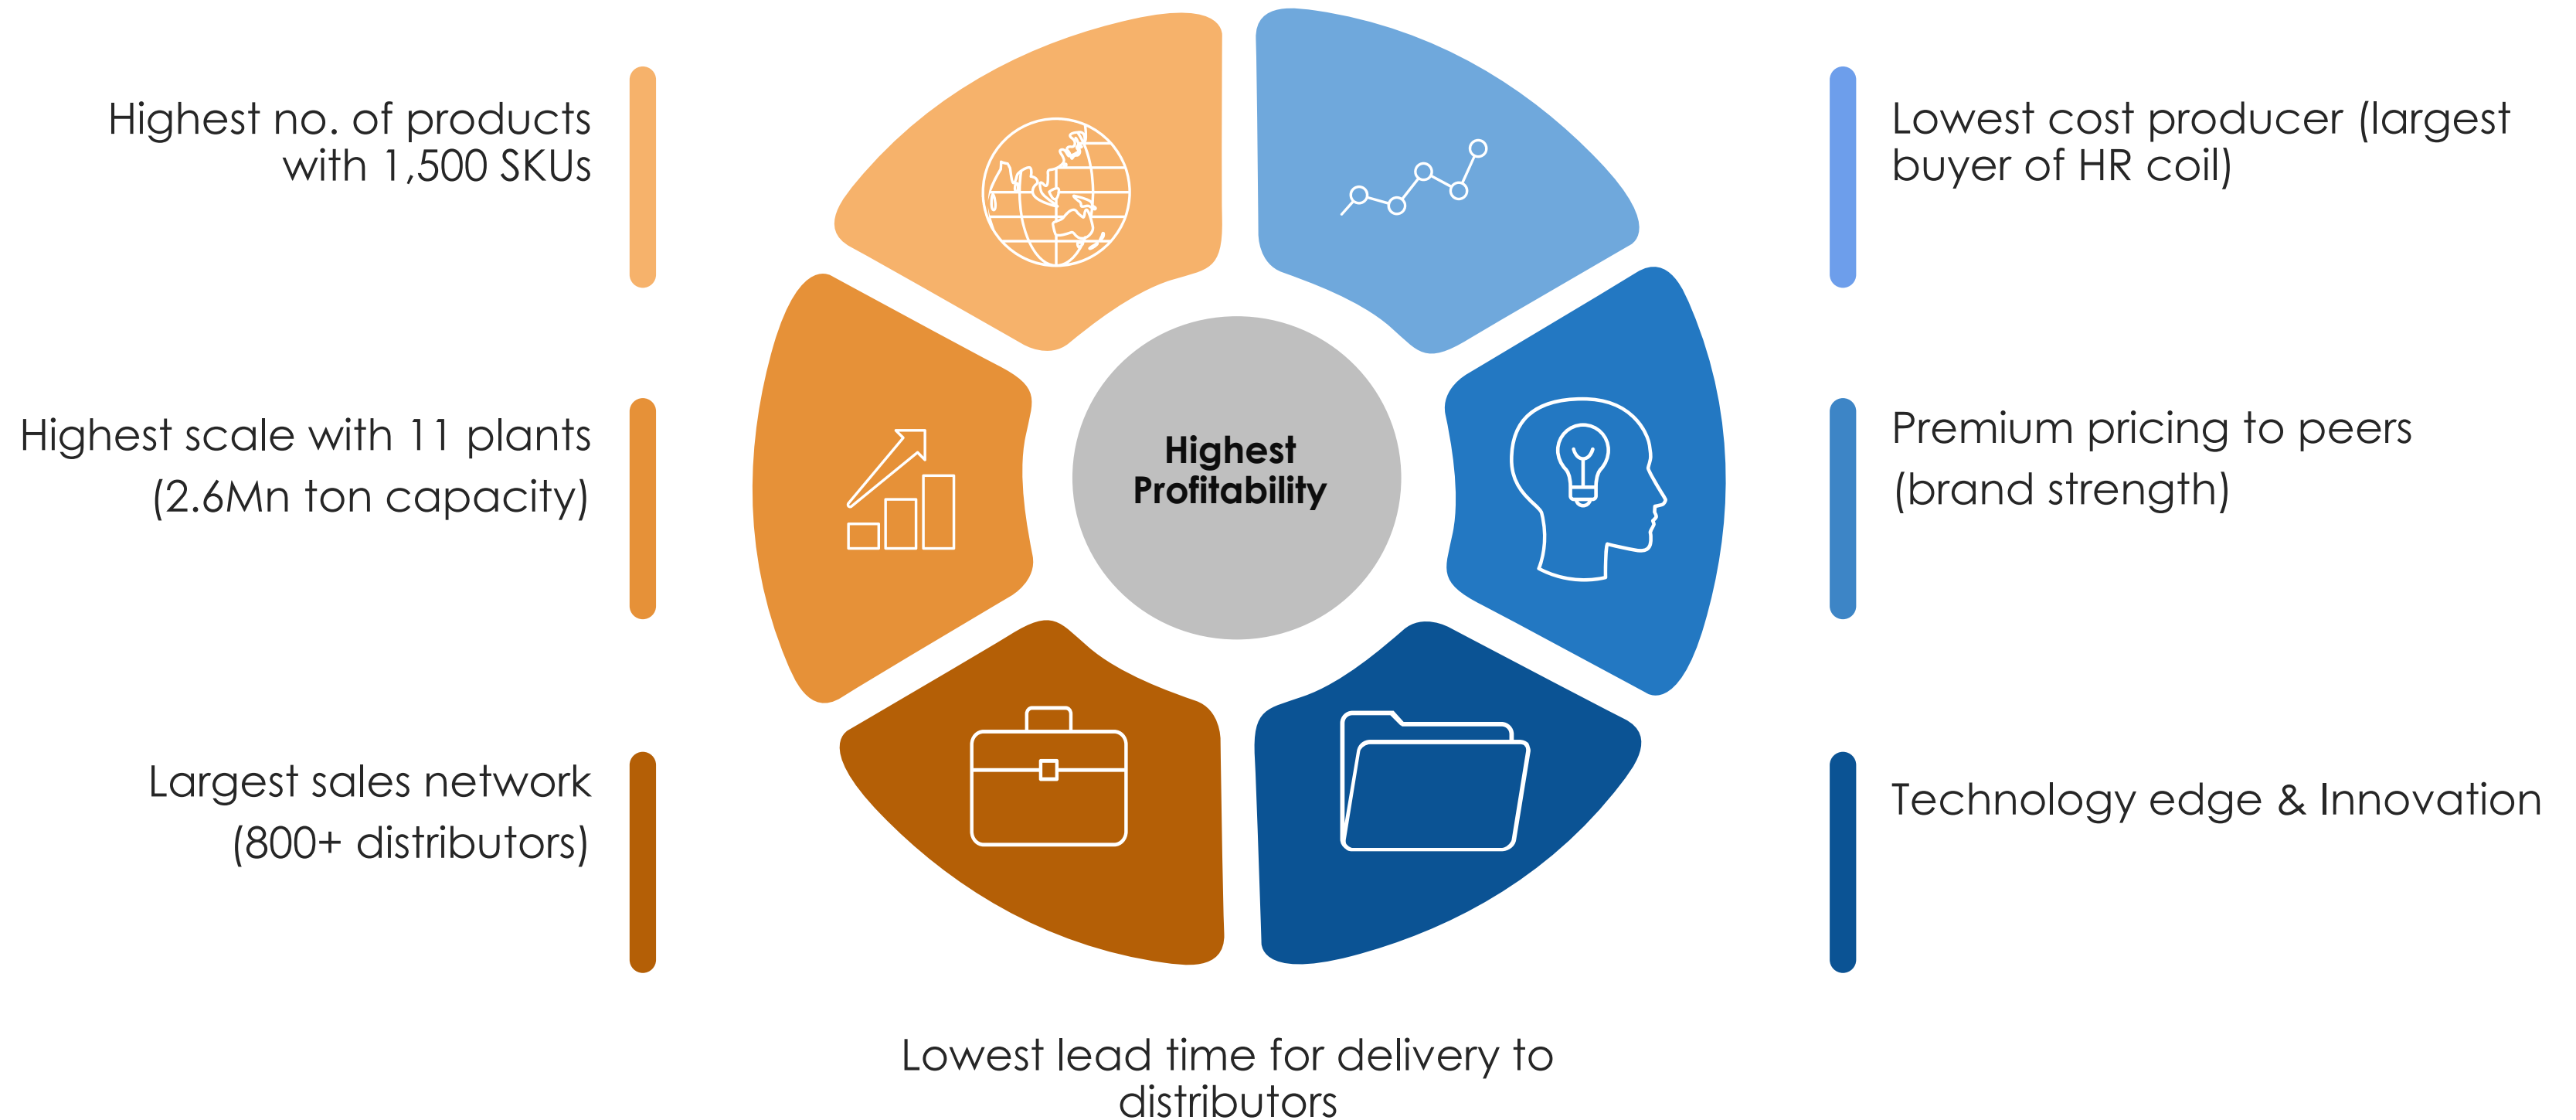 Highest no. of products
with 1,500 SKUs
Highest scale with 11 plants
(2.6Mn ton capacity)
Largest sales network
(800+ distributors)
Highest
Profitability
Lowest cost producer (largest
buyer of HR coil)
Premium pricing to peers
(brand strength)
Technology edge & Innovation
Lowest lead time for delivery to
distributors